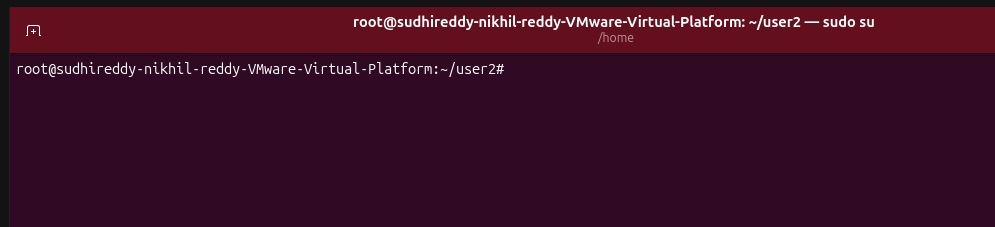 root@sudhireddy-nikhil-reddy-VMware-Virtual-Platform: ~/user2 — sudo su
/home
root@sudhireddy-nikhil-reddy-VMware-Virtual-Platform:~/user2#